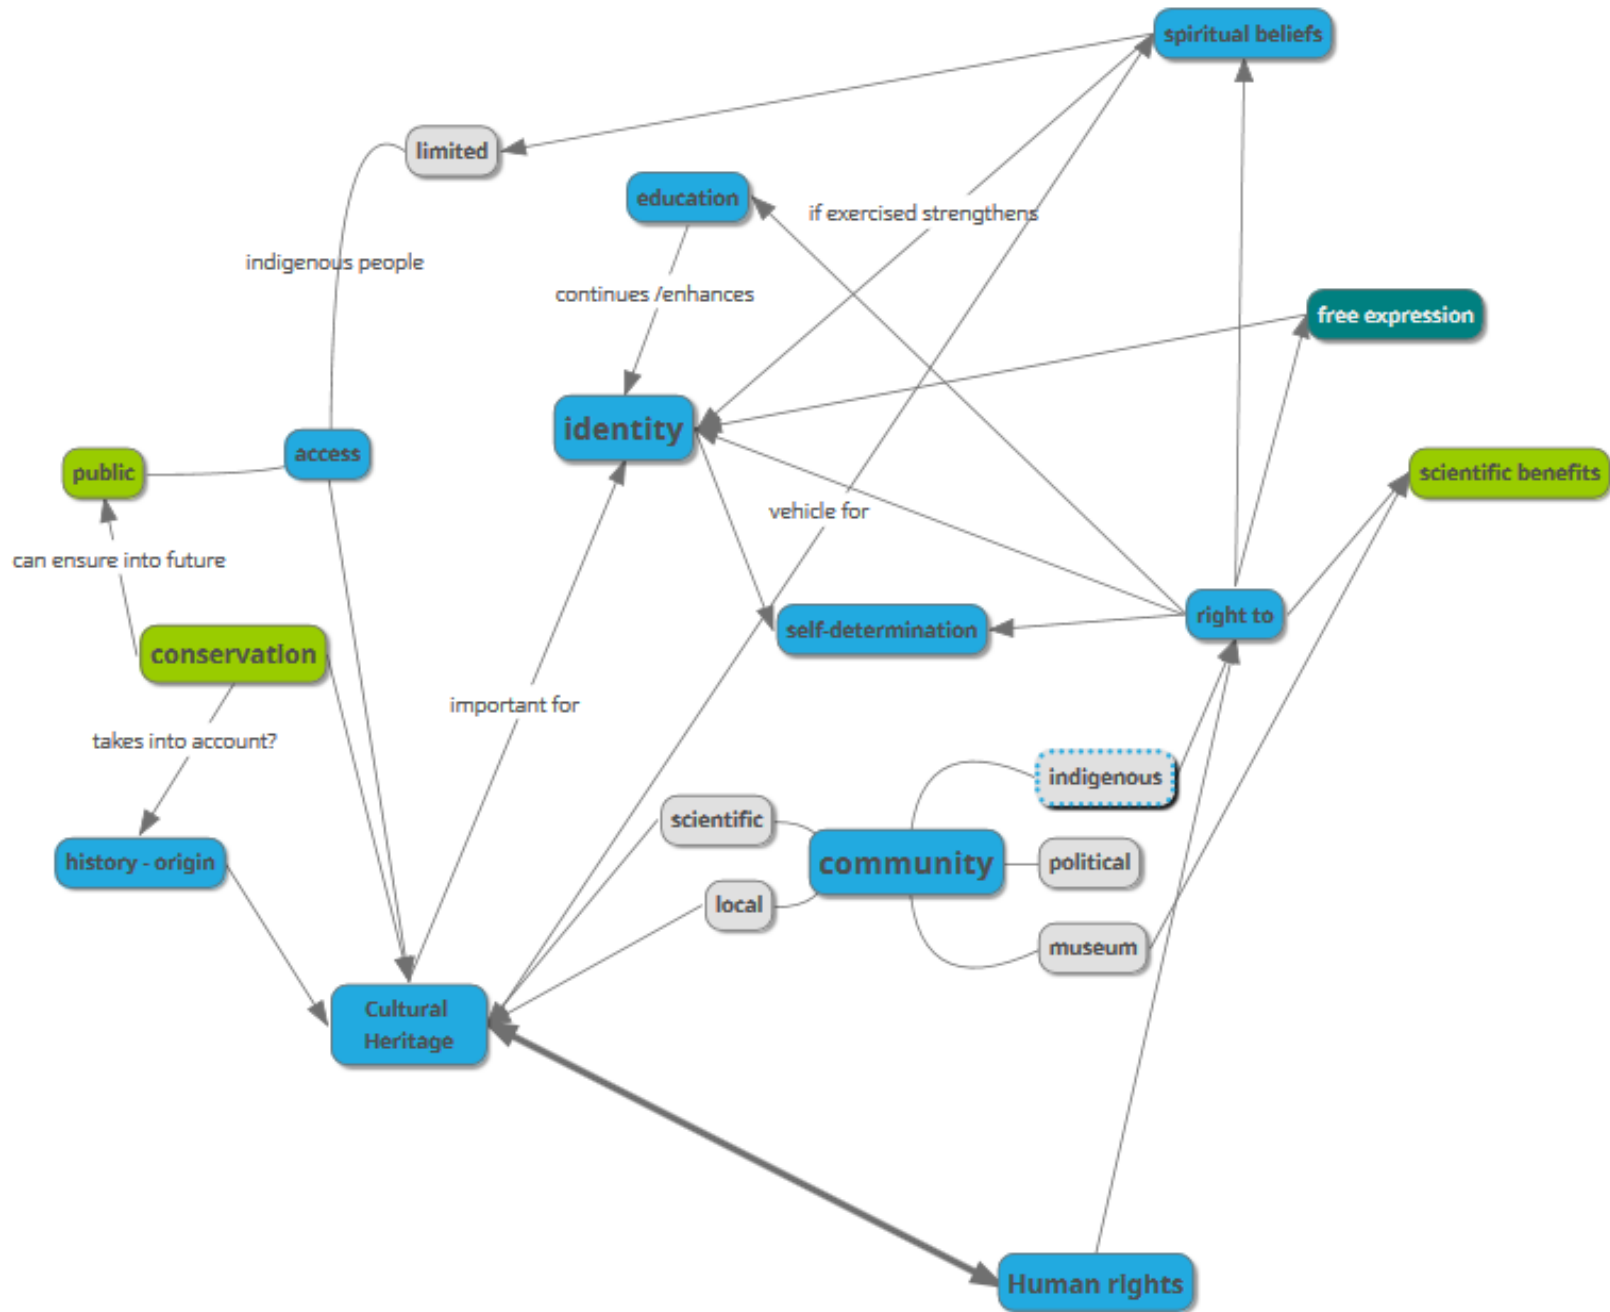 spiritual beliefs
limited
education
if exercised strengthens
indigenous people
continues /enhances
free expression
identity
access
public
scientific benefits
vehicle for
can ensure into future
right to
self-determination
conservation
important for
takes into account?
indigenous
scientific
history - origin
community
political
local
museum
Cultural
Heritage
Human rights